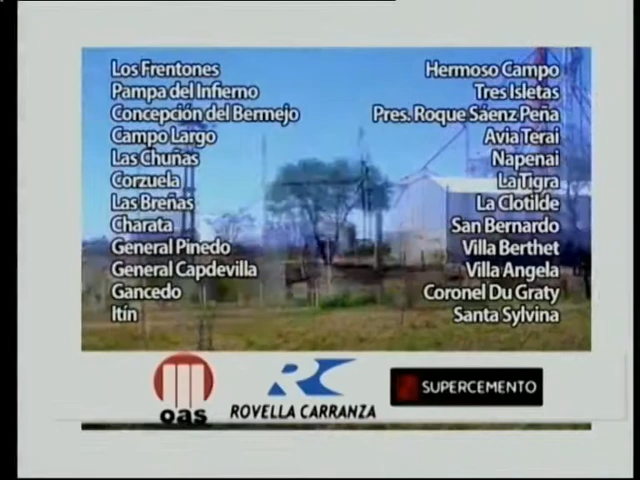 Los Frentones
Pampa del Infierno
Concepción del Bermejo
Campo Largo
Las Chuñas
Corzuela
Las Breñas
Charata
General Pinedo
General Capdevilla
Gancedo
Itín
Hermoso Campo
Tres Isletas
Pres. Roque Sáenz Peña
Avia Terai
Napenai
La Tigra
La Clotilde
San Bernardo
Villa Berthet
Villa Angela
Coronel Du Graty
Santa Sylvina
oas
ROVELLA CARRANZA
SUPERCEMENTO